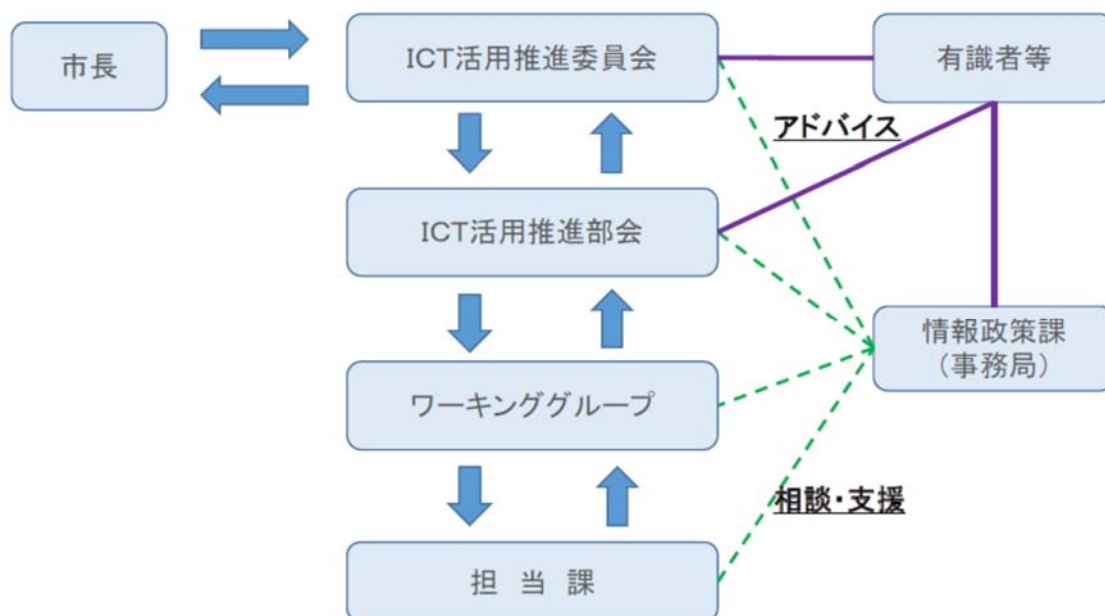 市長
ICT活用推進委員会
有識者等
アドバイス
ICT活用推進部会
情報政策課
（事務局）
ワーキンググループ
相談・支援
担　当　課